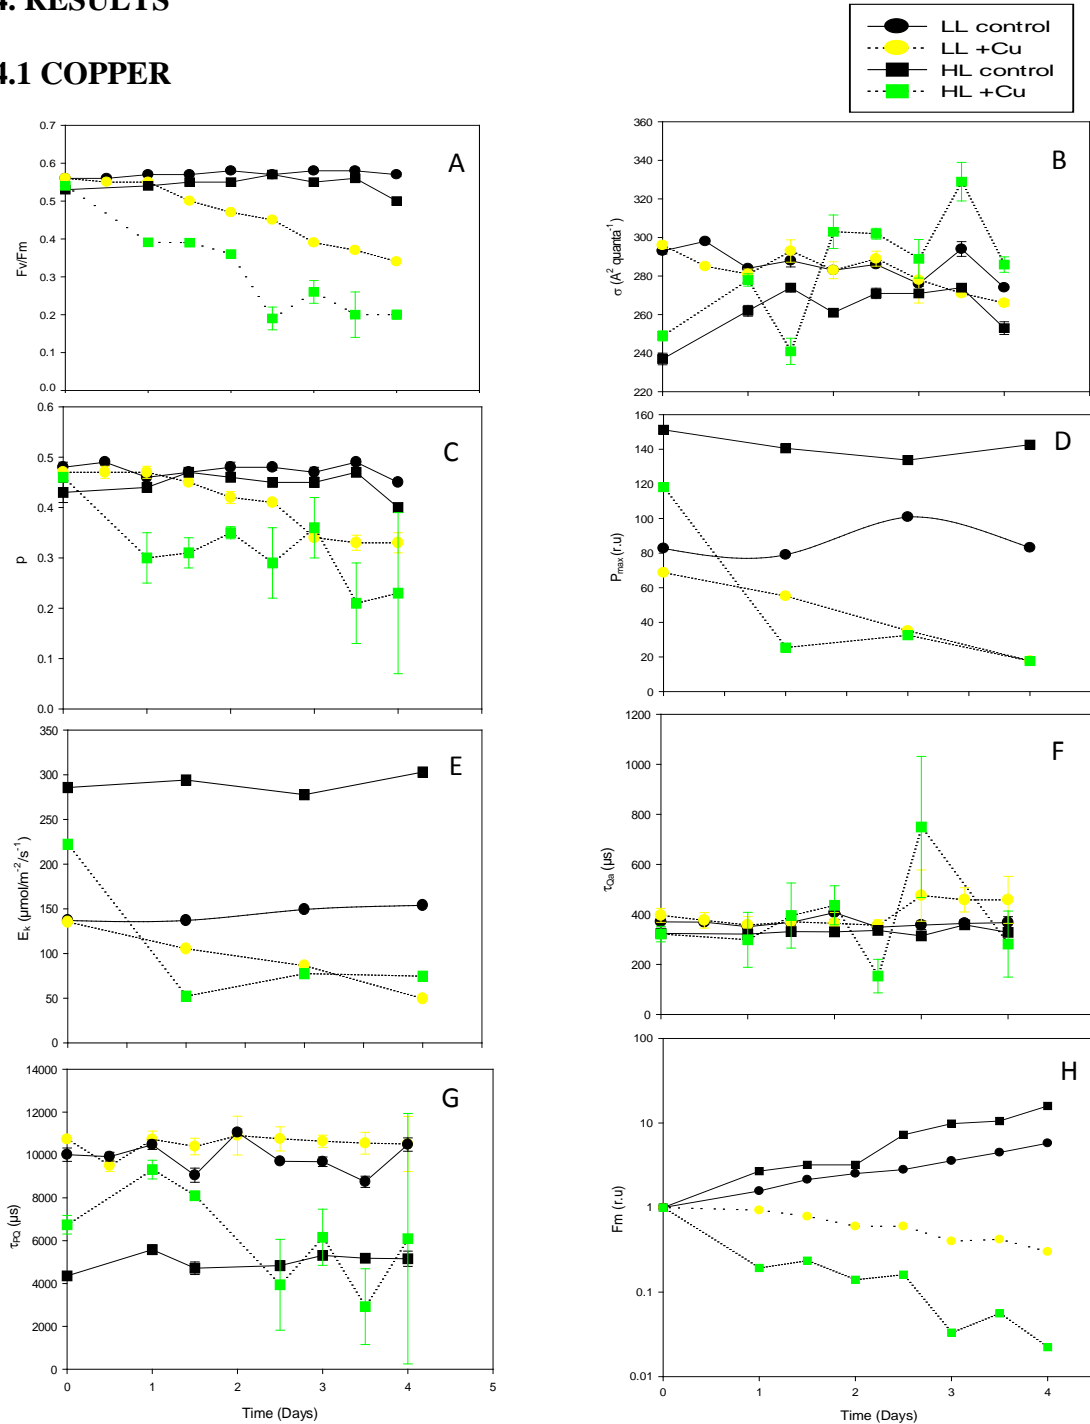 4. RESULTS
4.1 COPPER
LL control
LL +Cu
HL control
HL +Cu
A
Fv/Fm
0.7
0.6
0.5
0.4
0.3
0.2
0.1
0.0
B
σ (A² quanta⁻¹)
360
340
320
300
280
260
240
220
C
p
0.6
0.5
0.4
0.3
0.2
0.1
0.0
D
Pmax (r.u)
160
140
120
100
80
60
40
20
0
E
Ek (µmol/m⁻²/s⁻¹)
350
300
250
200
150
100
50
0
F
τQa (µs)
1200
1000
800
600
400
200
0
G
τPQ (µs)
14000
12000
10000
8000
6000
4000
2000
0
0 1 2 3 4 5
Time (Days)
H
Fm (r.u)
100
10
1
0.1
0.01
0 1 2 3 4
Time (Days)